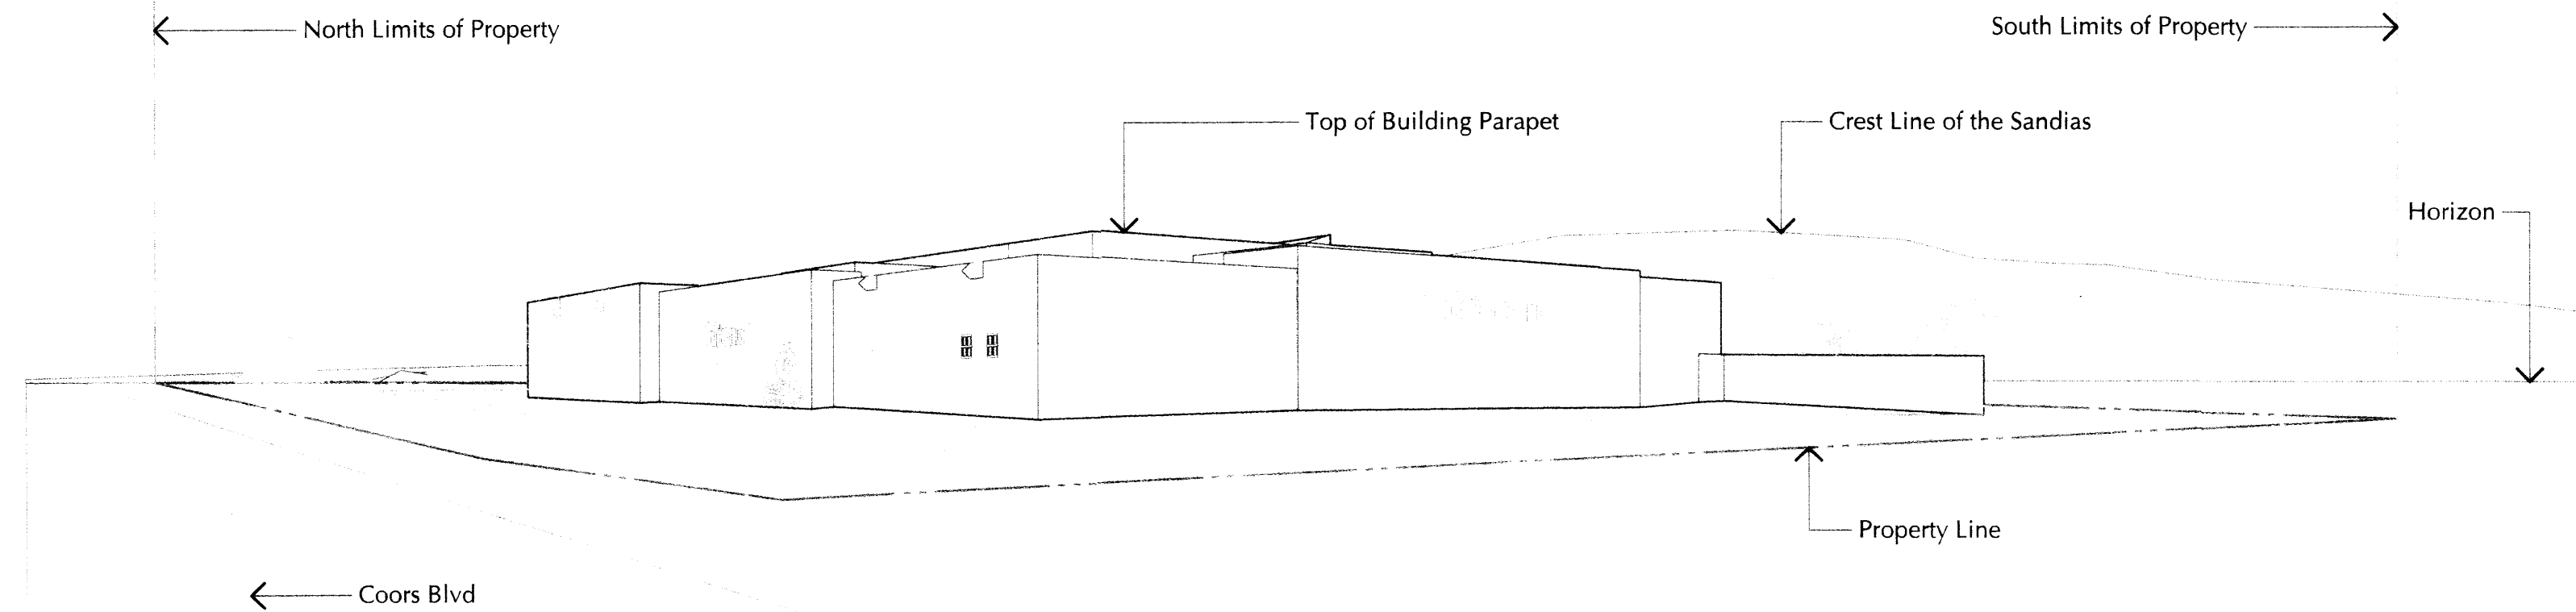 North Limits of Property
South Limits of Property
Top of Building Parapet
Crest Line of the Sandias
Horizon
Property Line
Coors Blvd